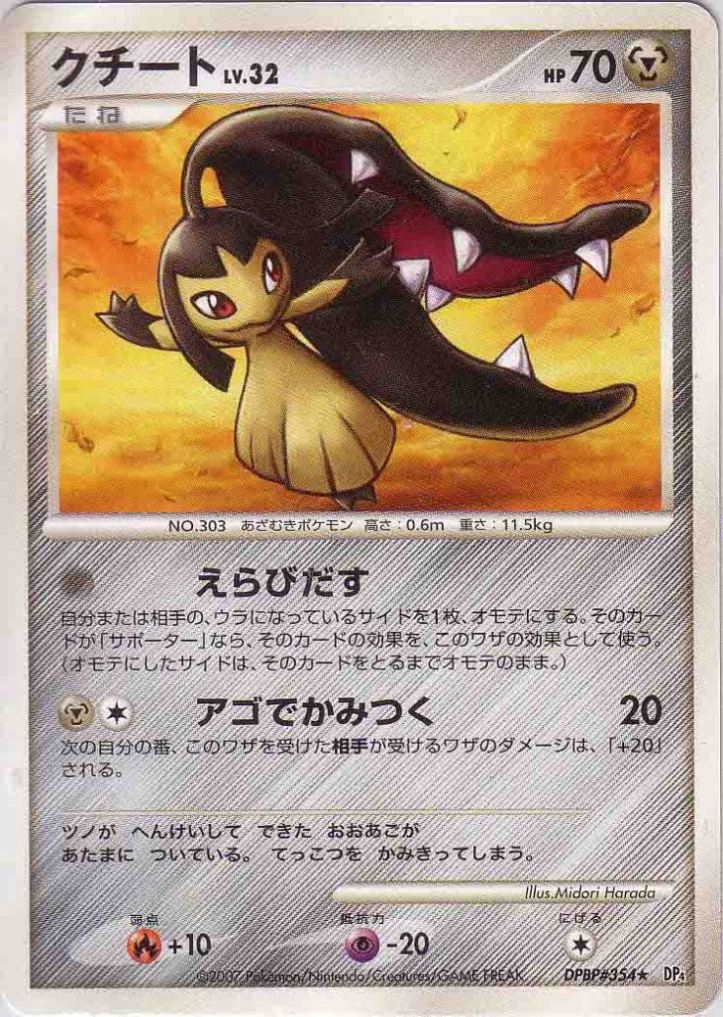 クチート LV.32 HP 70
たね
NO.303 あざむきポケモン 高さ：0.6m 重さ：11.5kg
えらびだす
自分または相手の、ウラになっているサイドを1枚、オモテにする。そのカー
ドが「サポーター」なら、そのカードの効果を、このワザの効果として使う。
（オモテにしたサイドは、そのカードをとるまでオモテのまま。）
アゴでかみつく 20
次の自分の番、このワザを受けた相手が受けるワザのダメージは、「+20」
される。
ツノが へんけいして できた おおあごが
あたまに ついている。 てっこつを かみきってしまう。
Illus.Midori Harada
弱点 抵抗力 にげる
+10 -20
©2007 Pokémon/Nintendo/Creatures/GAME FREAK. DPBP#354★ DP4